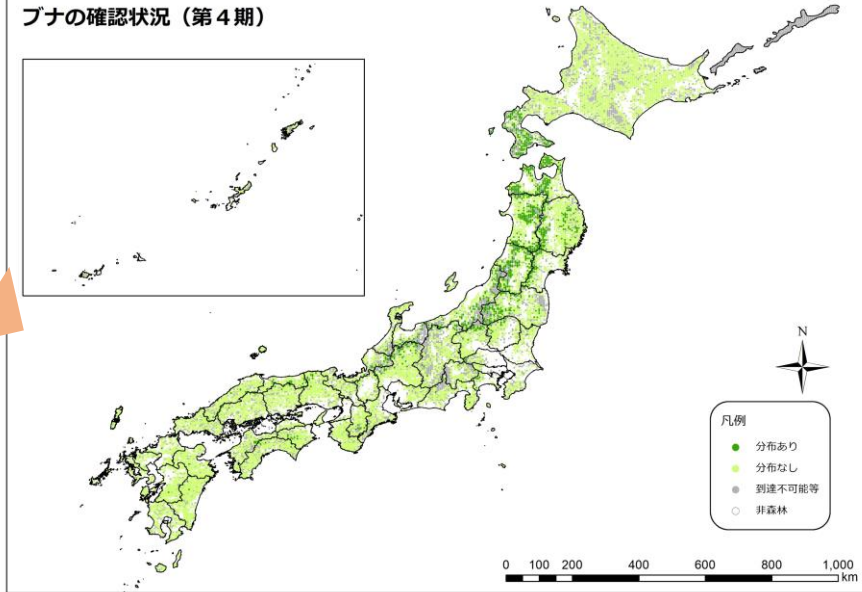 ブナの確認状況（第４期）
N
凡例
分布あり
分布なし
到達不可能等
非森林
0 100 200 400 600 800 1,000
km